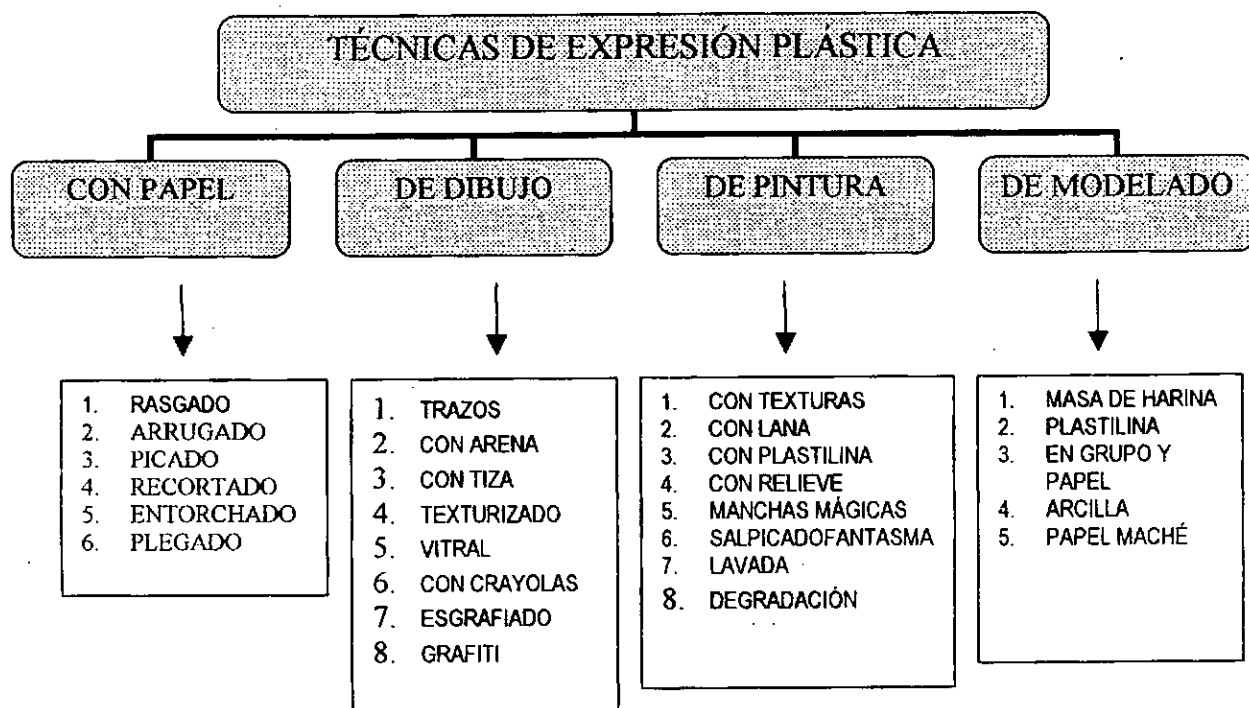 TÉCNICAS DE EXPRESIÓN PLÁSTICA
CON PAPEL
DE DIBUJO
DE PINTURA
DE MODELADO
1. RASGADO
2. ARRUGADO
3. PICADO
4. RECORTADO
5. ENTORCHADO
6. PLEGADO
1. TRAZOS
2. CON ARENA
3. CON TIZA
4. TEXTURIZADO
5. VITRAL
6. CON CRAYOLAS
7. ESGRAFIADO
8. GRAFITI
1. CON TEXTURAS
2. CON LANA
3. CON PLASTILINA
4. CON RELIEVE
5. MANCHAS MÁGICAS
6. SALPICADOFANTASMA
7. LAVADA
8. DEGRADACIÓN
1. MASA DE HARINA
2. PLASTILINA
3. EN GRUPO Y
PAPEL
4. ARCILLA
5. PAPEL MACHÉ